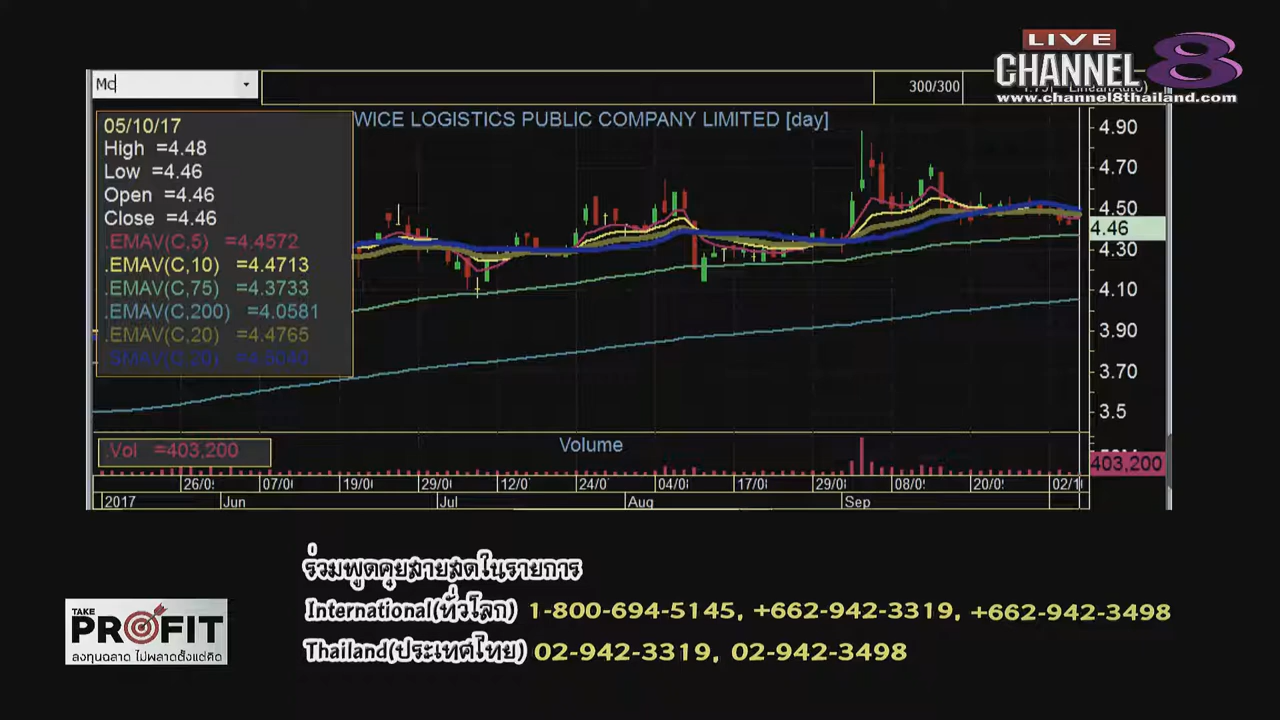 LIVE
CHANNEL 8
www.channel8thailand.com
Mc
300/300
05/10/17
High =4.48
Low =4.46
Open =4.46
Close =4.46
.EMAV(C,5) =4.4572
.EMAV(C,10) =4.4713
.EMAV(C,75) =4.3733
.EMAV(C,200) =4.0581
.EMAV(C,20) =4.4765
.SMAV(C,20) =4.5040
WICE LOGISTICS PUBLIC COMPANY LIMITED [day]
4.90
4.70
4.50
4.46
4.30
4.10
3.90
3.70
3.5
.Vol =403,200
Volume
403,200
26/0 07/0 19/0 29/0 12/0 24/0 04/0 17/0 29/0 08/0 20/0 02/1
2017 Jun Jul Aug Sep
ร่วมพูดคุยสายสดในรายการ
International(ทั่วโลก) 1-800-694-5145, +662-942-3319, +662-942-3498
Thailand(ประเทศไทย) 02-942-3319, 02-942-3498
TAKE
PROFIT
ลงทุนฉลาด ไม่พลาดตั้งแต่คิด